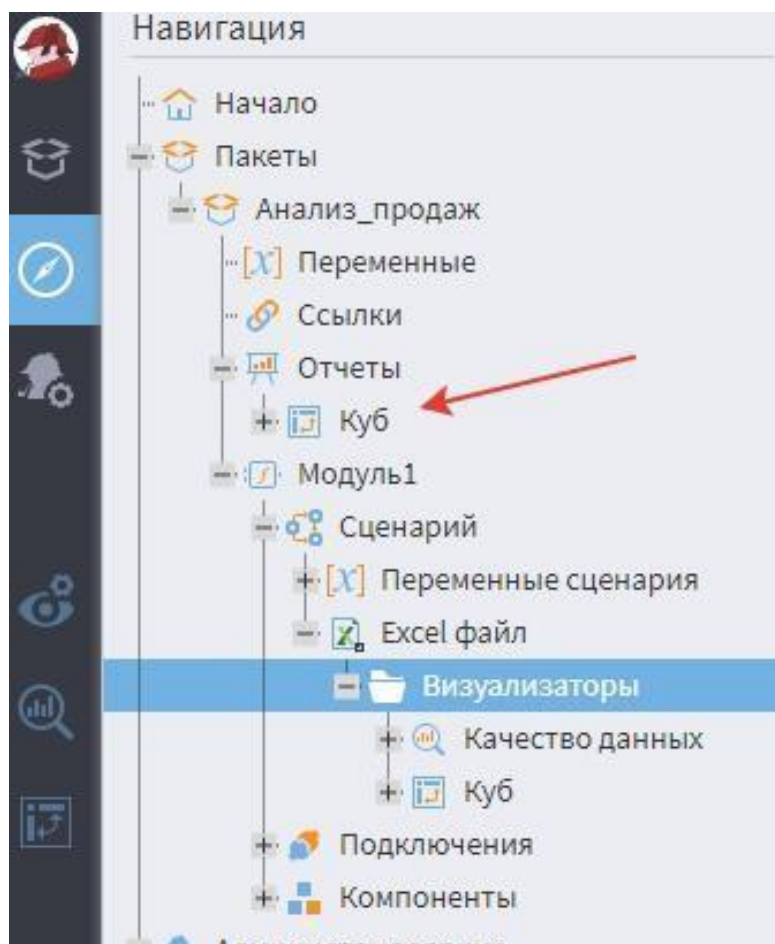 Навигация
Начало
Пакеты
Анализ_продаж
[X] Переменные
Ссылки
Отчеты
Куб
Модуль1
Сценарий
[X] Переменные сценария
Excel файл
Визуализаторы
Качество данных
Куб
Подключения
Компоненты